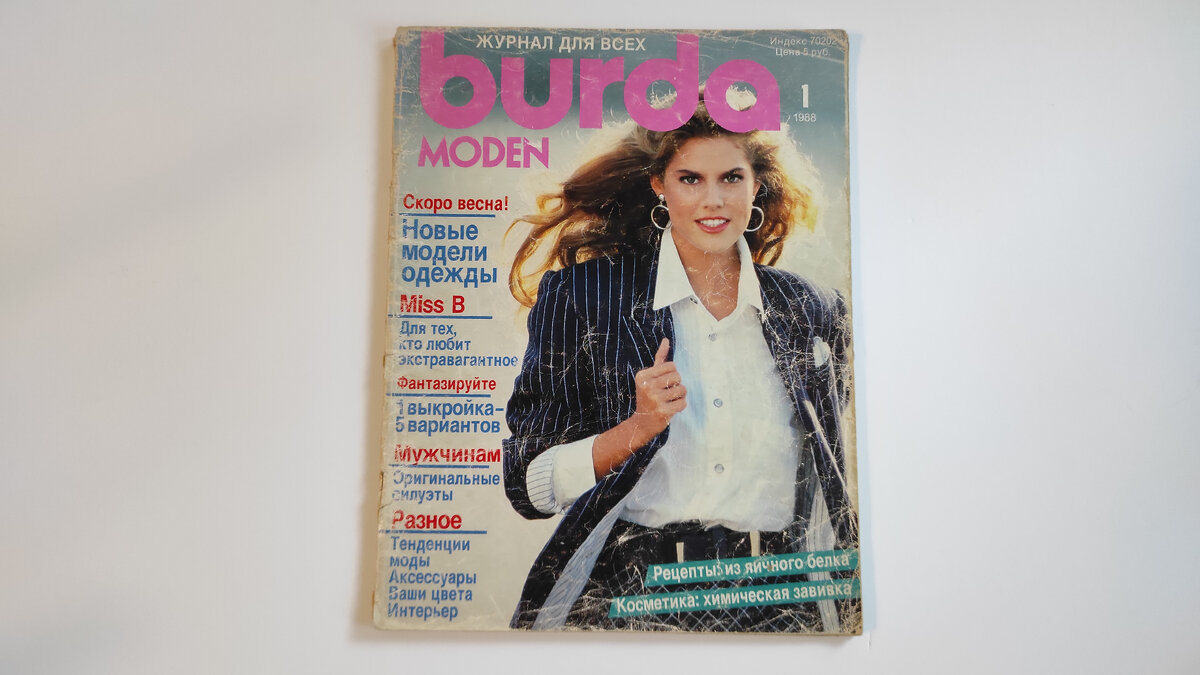 ЖУРНАЛ ДЛЯ ВСЕХ
Индекс 70202
Цена 5 руб.
burda
1
1988
MODEN
Скоро весна!
Новые
модели
одежды
Miss B
Для тех,
кто любит
экстравагантное
Фантазируйте
1 выкройка–
5 вариантов
Мужчинам
Оригинальные
силуэты
Разное
Тенденции
моды
Аксессуары
Ваши цвета
Интерьер
Рецепты: из яичного белка
Косметика: химическая завивка